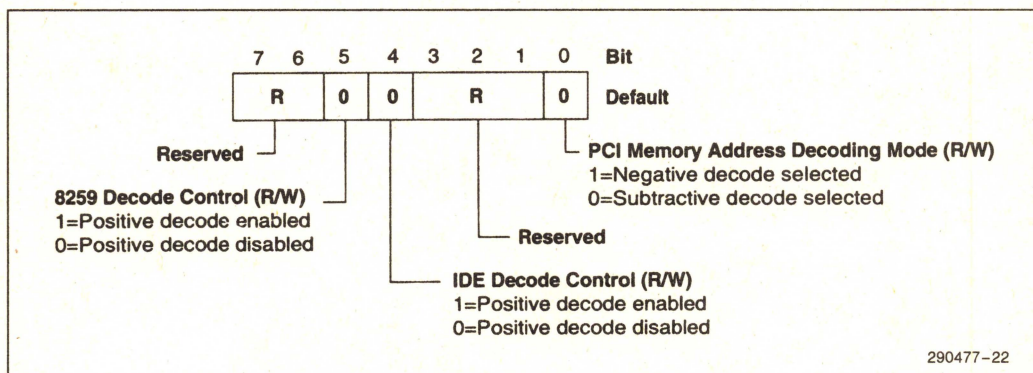 7 6 5 4 3 2 1 0 Bit
R 0 0 R 0 Default
Reserved
PCI Memory Address Decoding Mode (R/W)
1=Negative decode selected
0=Subtractive decode selected
8259 Decode Control (R/W)
1=Positive decode enabled
0=Positive decode disabled
Reserved
IDE Decode Control (R/W)
1=Positive decode enabled
0=Positive decode disabled
290477-22